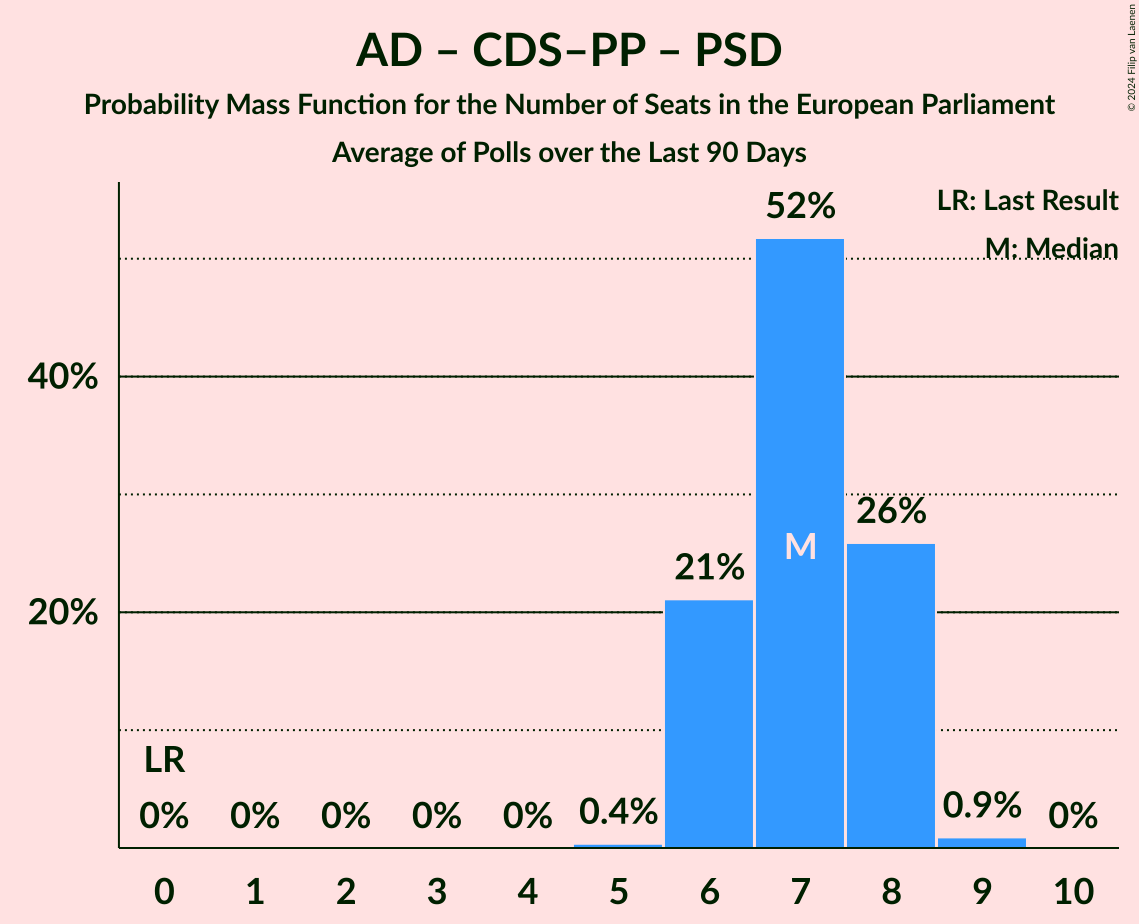 AD – CDS–PP – PSD
Probability Mass Function for the Number of Seats in the European Parliament
Average of Polls over the Last 90 Days
© 2024 Filip van Laenen
LR: Last Result
M: Median
52%
40%
26%
M
21%
20%
LR
0% 0% 0% 0% 0% 0.4% 0.9% 0%
0 1 2 3 4 5 6 7 8 9 10